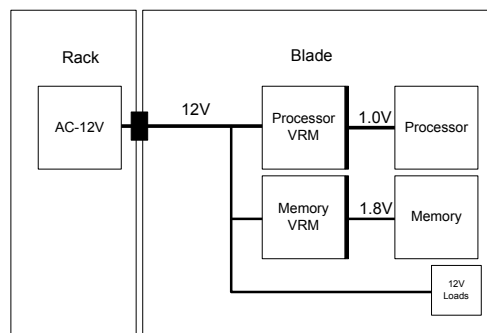 Rack
Blade
AC-12V
12V
Processor
VRM
1.0V
Processor
Memory
VRM
1.8V
Memory
12V
Loads